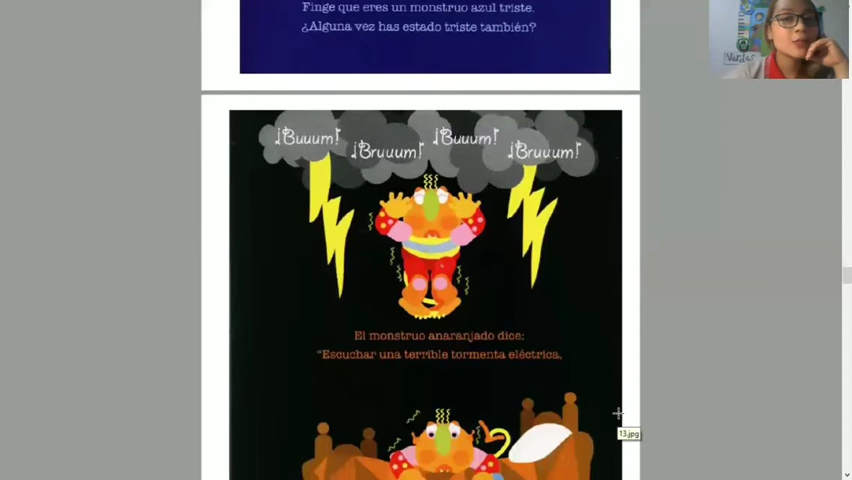 Finge que eres un monstruo azul triste.
¿Alguna vez has estado triste también?
¡Buuum!
¡Bruuum!
¡Buuum!
¡Bruuum!
El monstruo anaranjado dice:
“Escuchar una terrible tormenta eléctrica,
13.jpg
Verdes